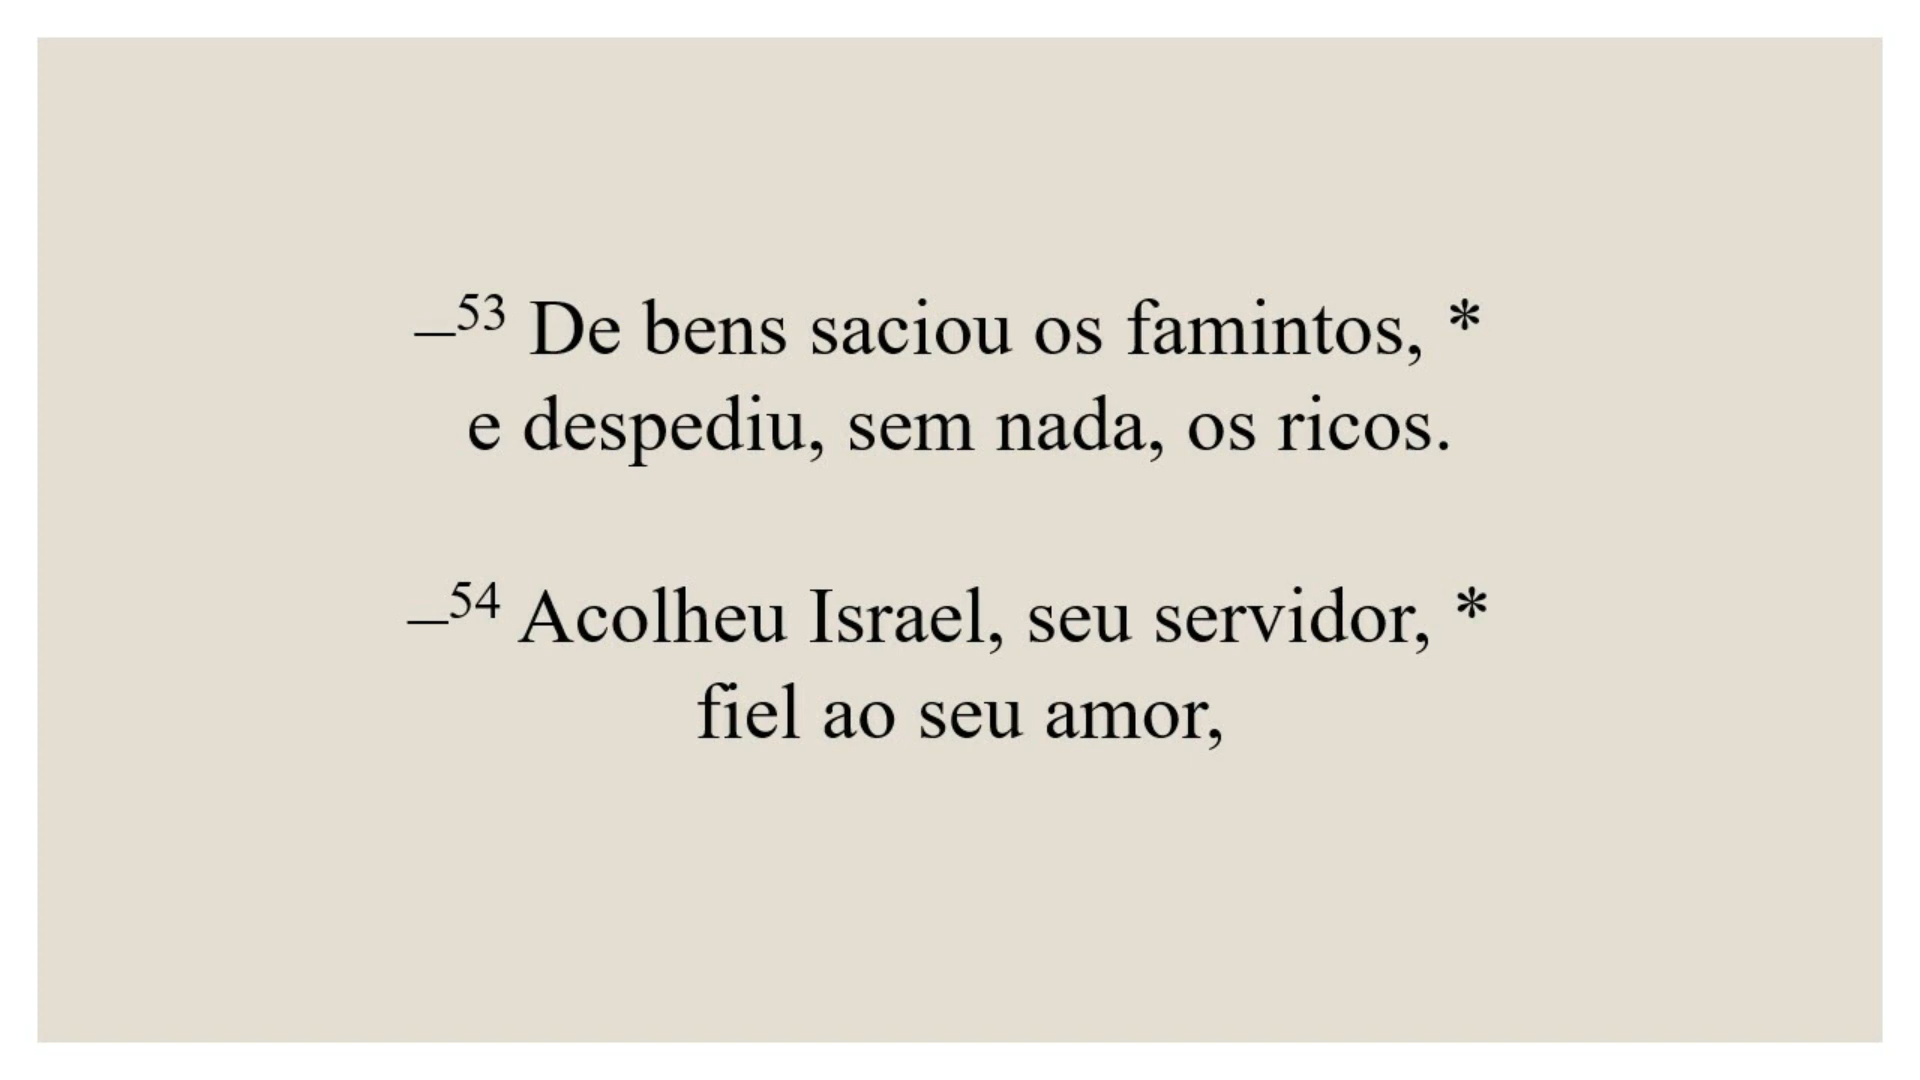 –53 De bens saciou os famintos, *
e despediu, sem nada, os ricos.
–54 Acolheu Israel, seu servidor, *
fiel ao seu amor,